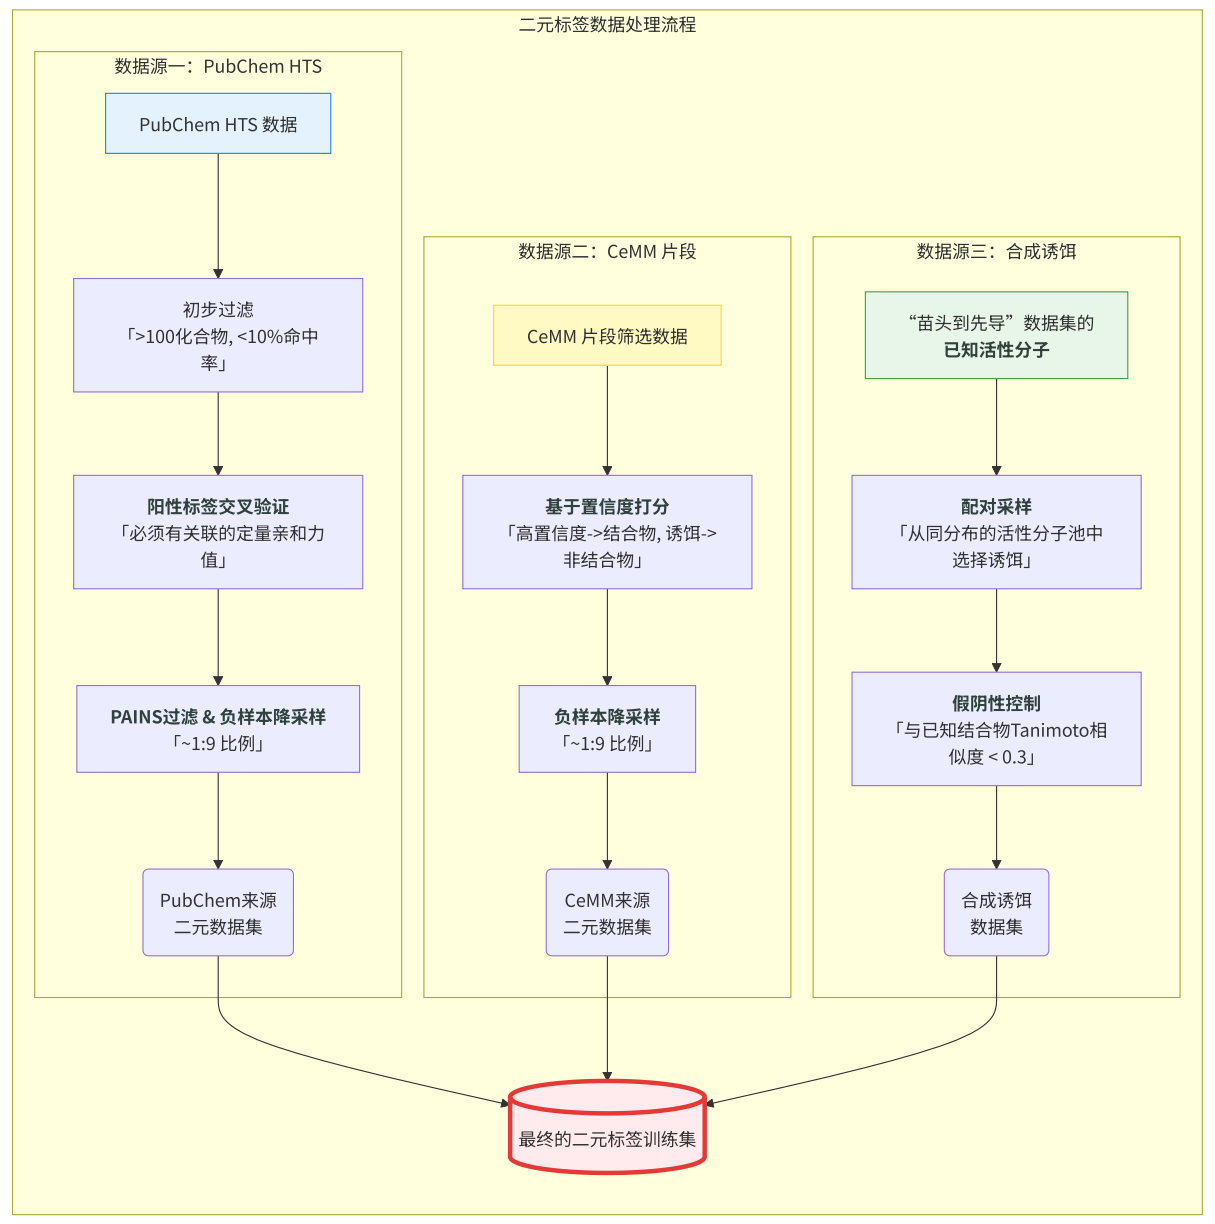 二元标签数据处理流程
数据源一：PubChem HTS
PubChem HTS 数据
初步过滤
「>100化合物, <10%命中
率」
阳性标签交叉验证
「必须有关联的定量亲和力
值」
PAINS过滤 & 负样本降采样
「~1:9 比例」
PubChem来源
二元数据集
数据源二：CeMM 片段
CeMM 片段筛选数据
基于置信度打分
「高置信度->结合物, 诱饵->
非结合物」
负样本降采样
「~1:9 比例」
CeMM来源
二元数据集
数据源三：合成诱饵
“苗头到先导”数据集的
已知活性分子
配对采样
「从同分布的活性分子池中
选择诱饵」
假阴性控制
「与已知结合物Tanimoto相
似度 < 0.3」
合成诱饵
数据集
最终的二元标签训练集